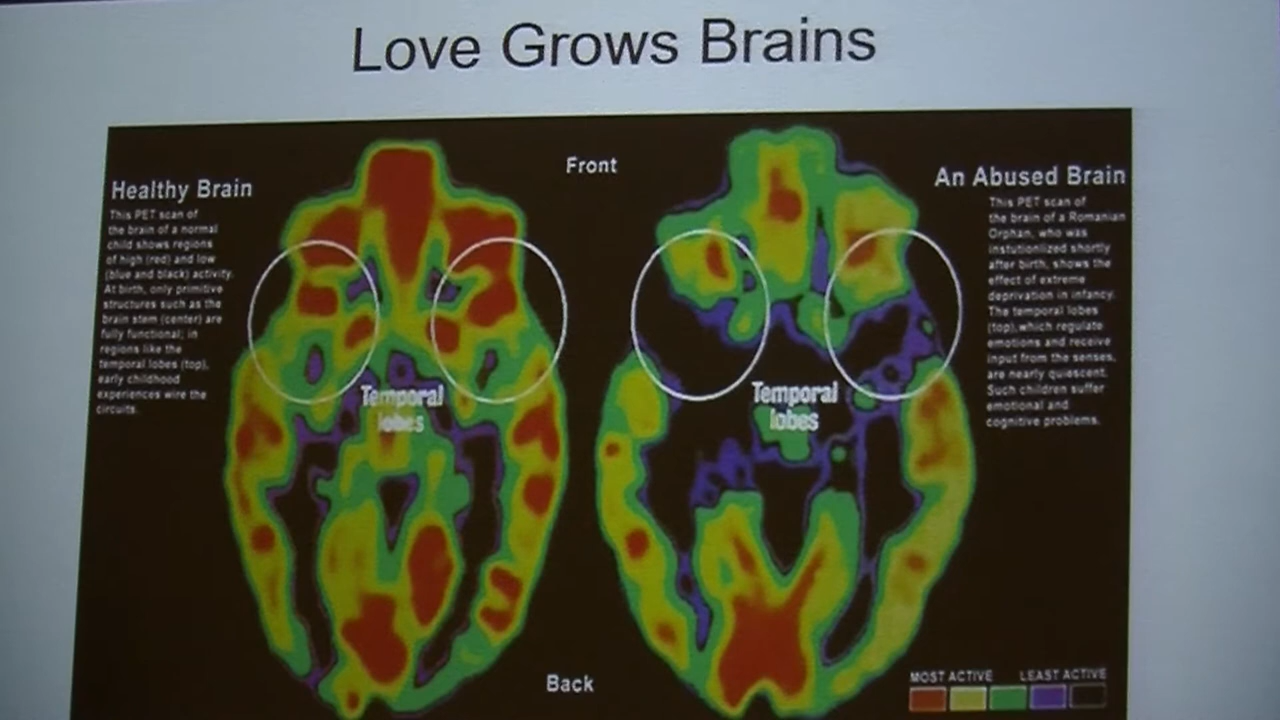 Love Grows Brains
Front
Healthy Brain
This PET scan of
the brain of a normal
child shows regions
of high (red) and low
(blue and black) activity.
At birth, only primitive
structures such as the
brain stem (center) are
fully functional; in
regions like the
temporal lobes (top),
early childhood
experiences wire the
circuits.
An Abused Brain
This PET scan of
the brain of a Romanian
Orphan, who was
instutionlized shortly
after birth, shows the
effect of extreme
deprivation in infancy.
The temporal lobes
(top), which regulate
emotions and receive
input from the senses,
are nearly quiescent.
Such children suffer
emotional and
cognitive problems.
Temporal
lobes
Temporal
lobes
Back
MOST ACTIVE LEAST ACTIVE